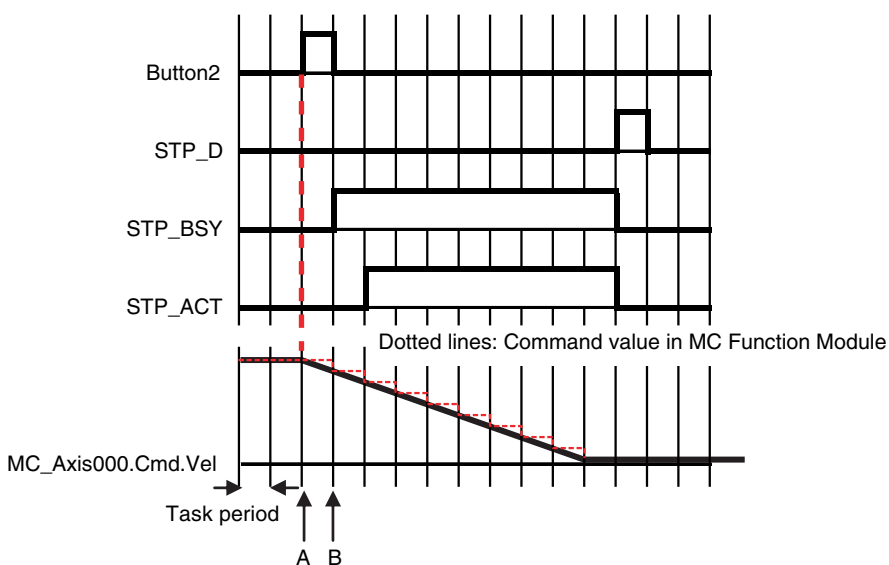 Button2
STP_D
STP_BSY
STP_ACT
Dotted lines: Command value in MC Function Module
MC_Axis000.Cmd.Vel
Task period
A B